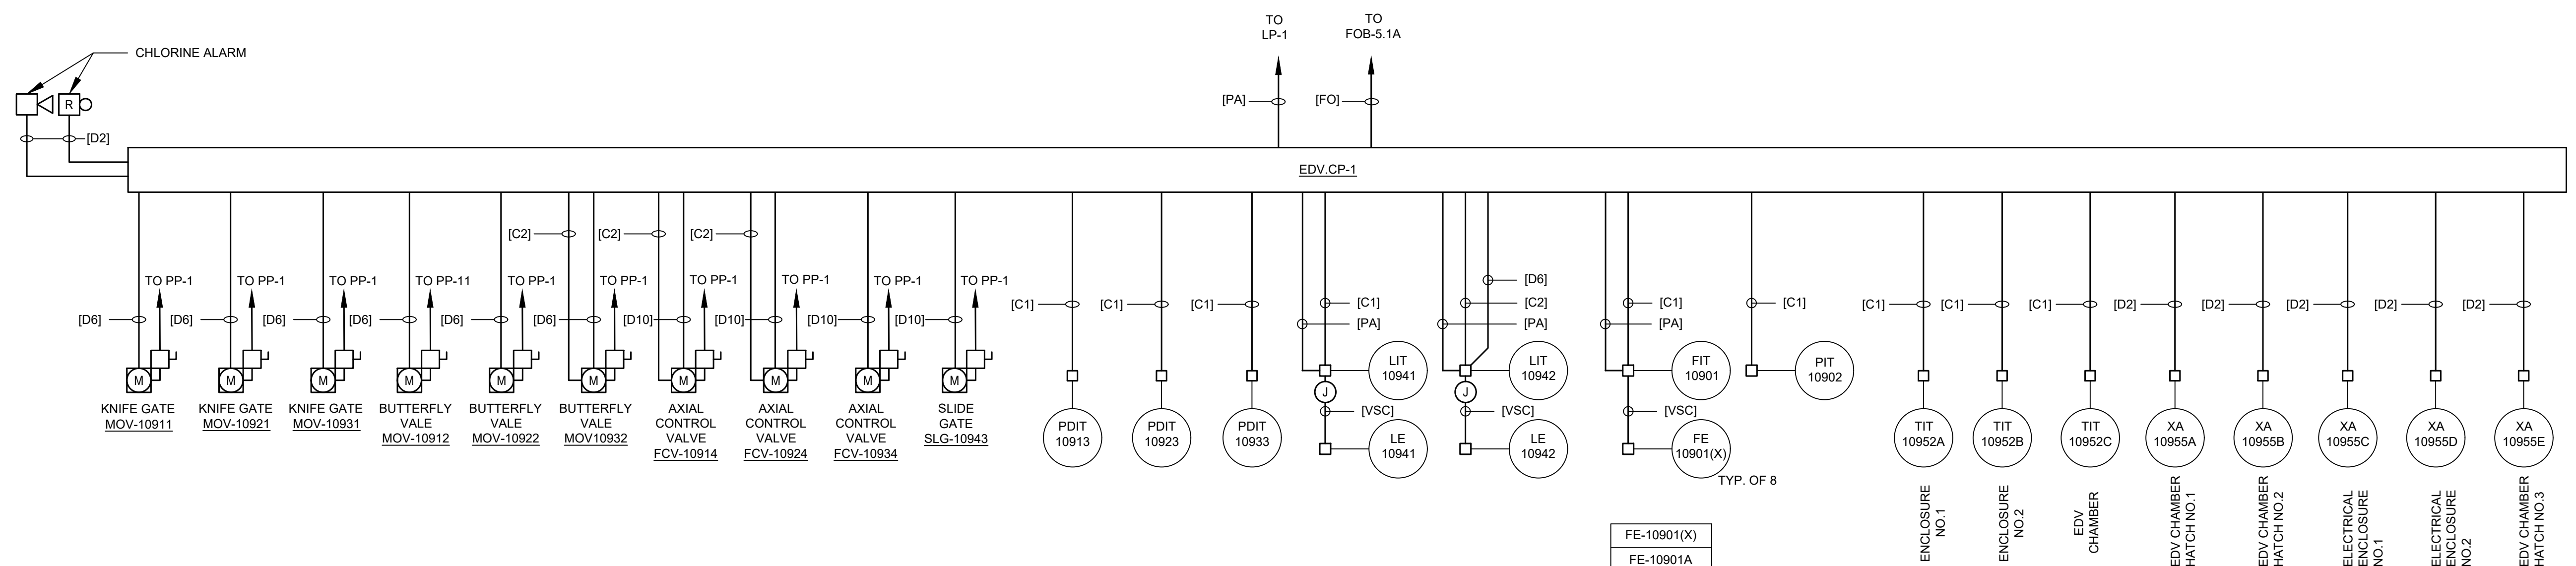 TO
LP-1
TO
FOB-5.1A
CHLORINE ALARM
[PA]
[FO]
R
[D2]
EDV.CP-1
[C2]
[C2]
[C2]
TO PP-1
TO PP-1
TO PP-1
TO PP-11
TO PP-1
TO PP-1
TO PP-1
TO PP-1
TO PP-1
TO PP-1
[D6]
[D6]
[D6]
[D6]
[D6]
[D6]
[D10]
[D10]
[D10]
[D10]
M
M
M
M
M
M
M
M
M
M
KNIFE GATE
MOV-10911
KNIFE GATE
MOV-10921
KNIFE GATE
MOV-10931
BUTTERFLY
VALE
MOV-10912
BUTTERFLY
VALE
MOV-10922
BUTTERFLY
VALE
MOV10932
AXIAL
CONTROL
VALVE
FCV-10914
AXIAL
CONTROL
VALVE
FCV-10924
AXIAL
CONTROL
VALVE
FCV-10934
SLIDE
GATE
SLG-10943
[C1]
[C1]
[C1]
PDIT
10913
PDIT
10923
PDIT
10933
[C1]
[PA]
LIT
10941
J
[VSC]
LE
10941
[D6]
[C2]
[PA]
LIT
10942
J
[VSC]
LE
10942
[C1]
[PA]
FIT
10901
[VSC]
FE
10901(X)
TYP. OF 8
[C1]
PIT
10902
[C1]
[C1]
[C1]
[D2]
[D2]
[D2]
[D2]
[D2]
TIT
10952A
TIT
10952B
TIT
10952C
XA
10955A
XA
10955B
XA
10955C
XA
10955D
XA
10955E
ENCLOSURE
NO.1
ENCLOSURE
NO.2
EDV
CHAMBER
EDV CHAMBER
HATCH NO.1
EDV CHAMBER
HATCH NO.2
ELECTRICAL
ENCLOSURE
NO.1
ELECTRICAL
ENCLOSURE
NO.2
EDV CHAMBER
HATCH NO.3
FE-10901(X)
FE-10901A